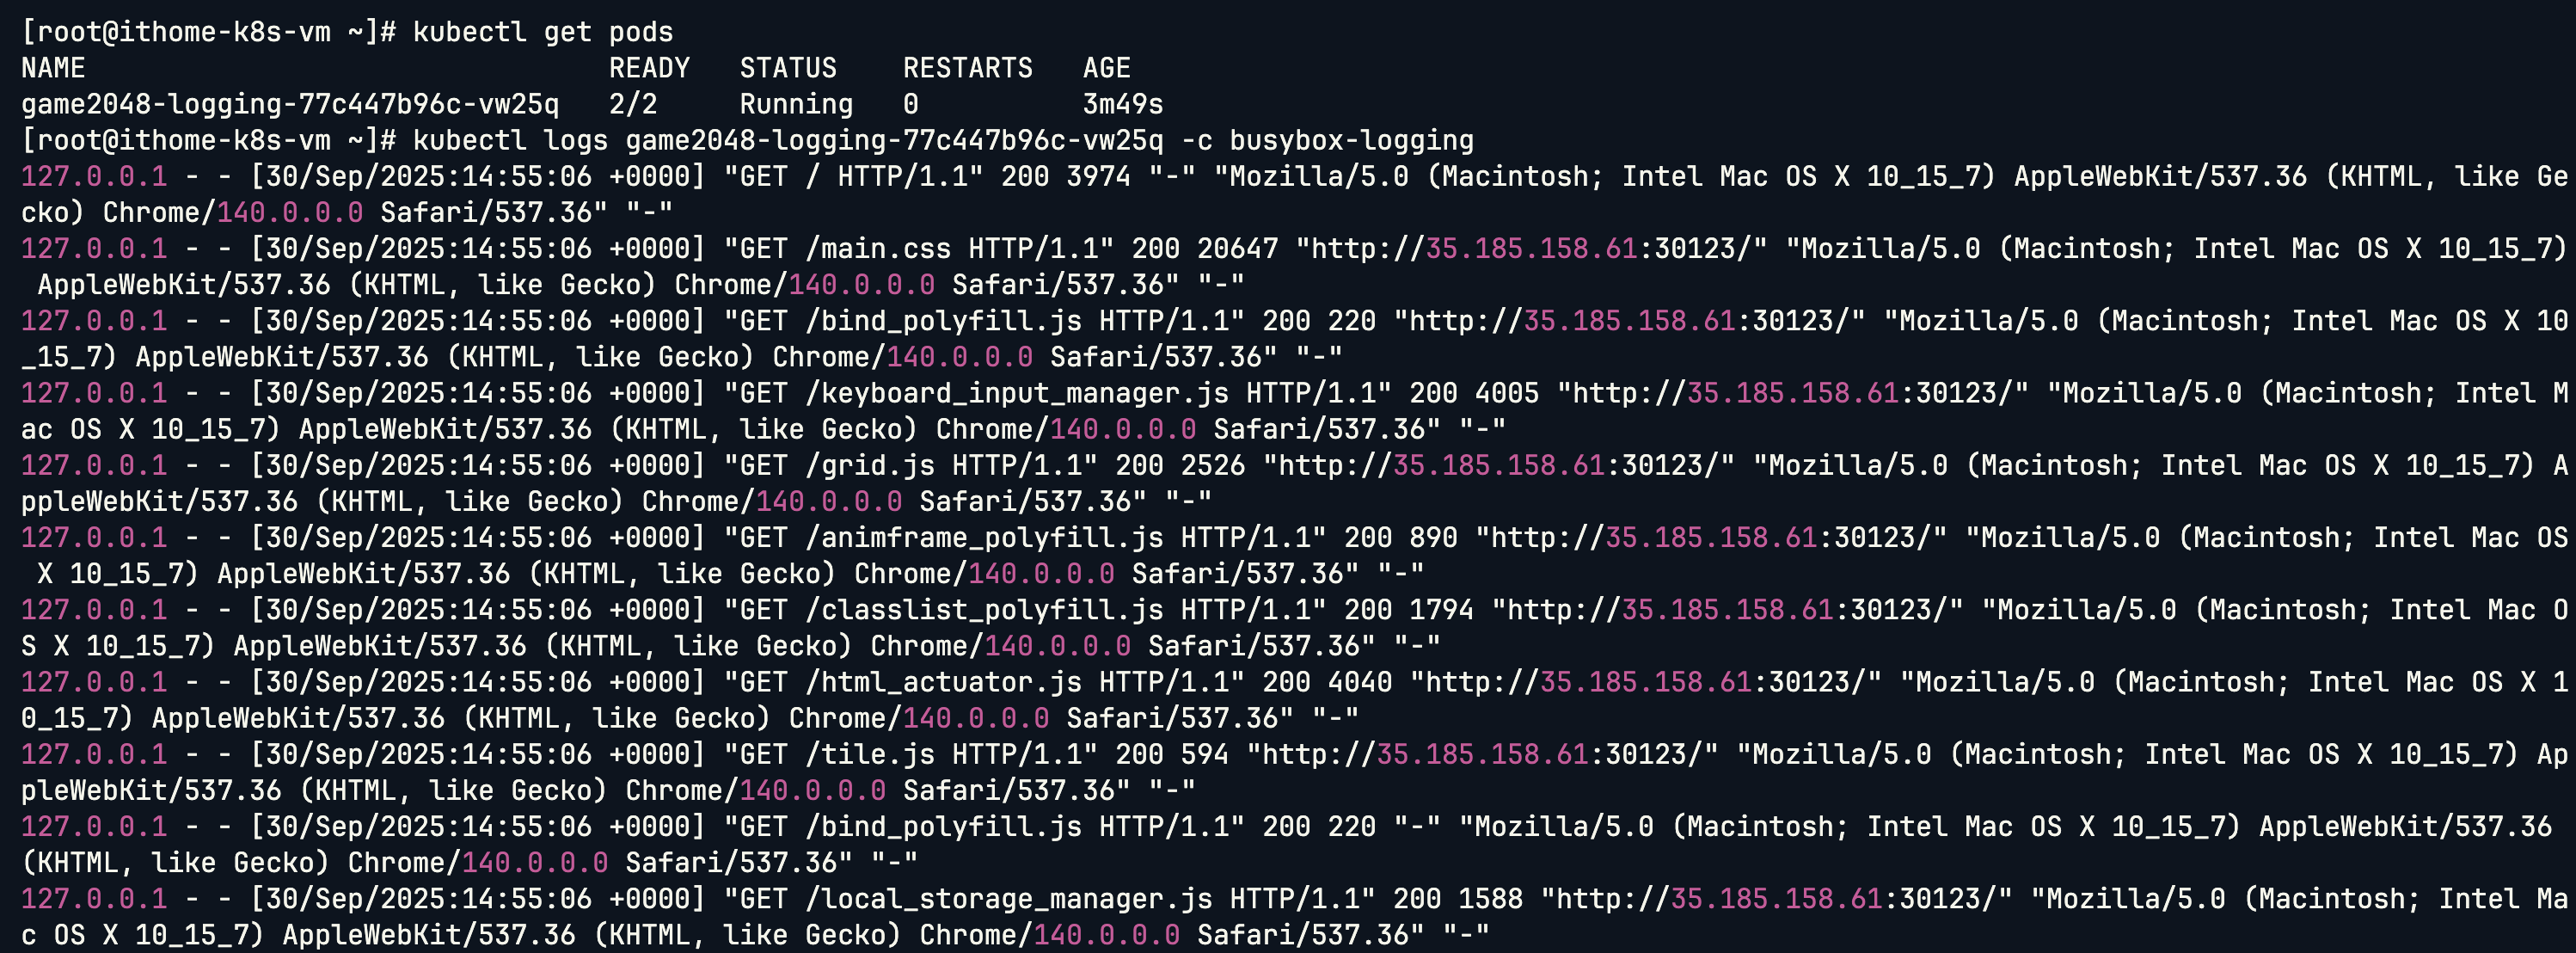 [root@ithome-k8s-vm ~]# kubectl get pods
NAME                                READY   STATUS    RESTARTS   AGE
game2048-logging-77c447b96c-vw25q   2/2     Running   0          3m49s
[root@ithome-k8s-vm ~]# kubectl logs game2048-logging-77c447b96c-vw25q -c busybox-logging
127.0.0.1 - - [30/Sep/2025:14:55:06 +0000] "GET / HTTP/1.1" 200 3974 "-" "Mozilla/5.0 (Macintosh; Intel Mac OS X 10_15_7) AppleWebKit/537.36 (KHTML, like Ge
cko) Chrome/140.0.0.0 Safari/537.36" "-"
127.0.0.1 - - [30/Sep/2025:14:55:06 +0000] "GET /main.css HTTP/1.1" 200 20647 "http://35.185.158.61:30123/" "Mozilla/5.0 (Macintosh; Intel Mac OS X 10_15_7)
 AppleWebKit/537.36 (KHTML, like Gecko) Chrome/140.0.0.0 Safari/537.36" "-"
127.0.0.1 - - [30/Sep/2025:14:55:06 +0000] "GET /bind_polyfill.js HTTP/1.1" 200 220 "http://35.185.158.61:30123/" "Mozilla/5.0 (Macintosh; Intel Mac OS X 10
_15_7) AppleWebKit/537.36 (KHTML, like Gecko) Chrome/140.0.0.0 Safari/537.36" "-"
127.0.0.1 - - [30/Sep/2025:14:55:06 +0000] "GET /keyboard_input_manager.js HTTP/1.1" 200 4005 "http://35.185.158.61:30123/" "Mozilla/5.0 (Macintosh; Intel M
ac OS X 10_15_7) AppleWebKit/537.36 (KHTML, like Gecko) Chrome/140.0.0.0 Safari/537.36" "-"
127.0.0.1 - - [30/Sep/2025:14:55:06 +0000] "GET /grid.js HTTP/1.1" 200 2526 "http://35.185.158.61:30123/" "Mozilla/5.0 (Macintosh; Intel Mac OS X 10_15_7) A
ppleWebKit/537.36 (KHTML, like Gecko) Chrome/140.0.0.0 Safari/537.36" "-"
127.0.0.1 - - [30/Sep/2025:14:55:06 +0000] "GET /animframe_polyfill.js HTTP/1.1" 200 890 "http://35.185.158.61:30123/" "Mozilla/5.0 (Macintosh; Intel Mac OS
 X 10_15_7) AppleWebKit/537.36 (KHTML, like Gecko) Chrome/140.0.0.0 Safari/537.36" "-"
127.0.0.1 - - [30/Sep/2025:14:55:06 +0000] "GET /classlist_polyfill.js HTTP/1.1" 200 1794 "http://35.185.158.61:30123/" "Mozilla/5.0 (Macintosh; Intel Mac O
S X 10_15_7) AppleWebKit/537.36 (KHTML, like Gecko) Chrome/140.0.0.0 Safari/537.36" "-"
127.0.0.1 - - [30/Sep/2025:14:55:06 +0000] "GET /html_actuator.js HTTP/1.1" 200 4040 "http://35.185.158.61:30123/" "Mozilla/5.0 (Macintosh; Intel Mac OS X 1
0_15_7) AppleWebKit/537.36 (KHTML, like Gecko) Chrome/140.0.0.0 Safari/537.36" "-"
127.0.0.1 - - [30/Sep/2025:14:55:06 +0000] "GET /tile.js HTTP/1.1" 200 594 "http://35.185.158.61:30123/" "Mozilla/5.0 (Macintosh; Intel Mac OS X 10_15_7) Ap
pleWebKit/537.36 (KHTML, like Gecko) Chrome/140.0.0.0 Safari/537.36" "-"
127.0.0.1 - - [30/Sep/2025:14:55:06 +0000] "GET /bind_polyfill.js HTTP/1.1" 200 220 "-" "Mozilla/5.0 (Macintosh; Intel Mac OS X 10_15_7) AppleWebKit/537.36
(KHTML, like Gecko) Chrome/140.0.0.0 Safari/537.36" "-"
127.0.0.1 - - [30/Sep/2025:14:55:06 +0000] "GET /local_storage_manager.js HTTP/1.1" 200 1588 "http://35.185.158.61:30123/" "Mozilla/5.0 (Macintosh; Intel Ma
c OS X 10_15_7) AppleWebKit/537.36 (KHTML, like Gecko) Chrome/140.0.0.0 Safari/537.36" "-"